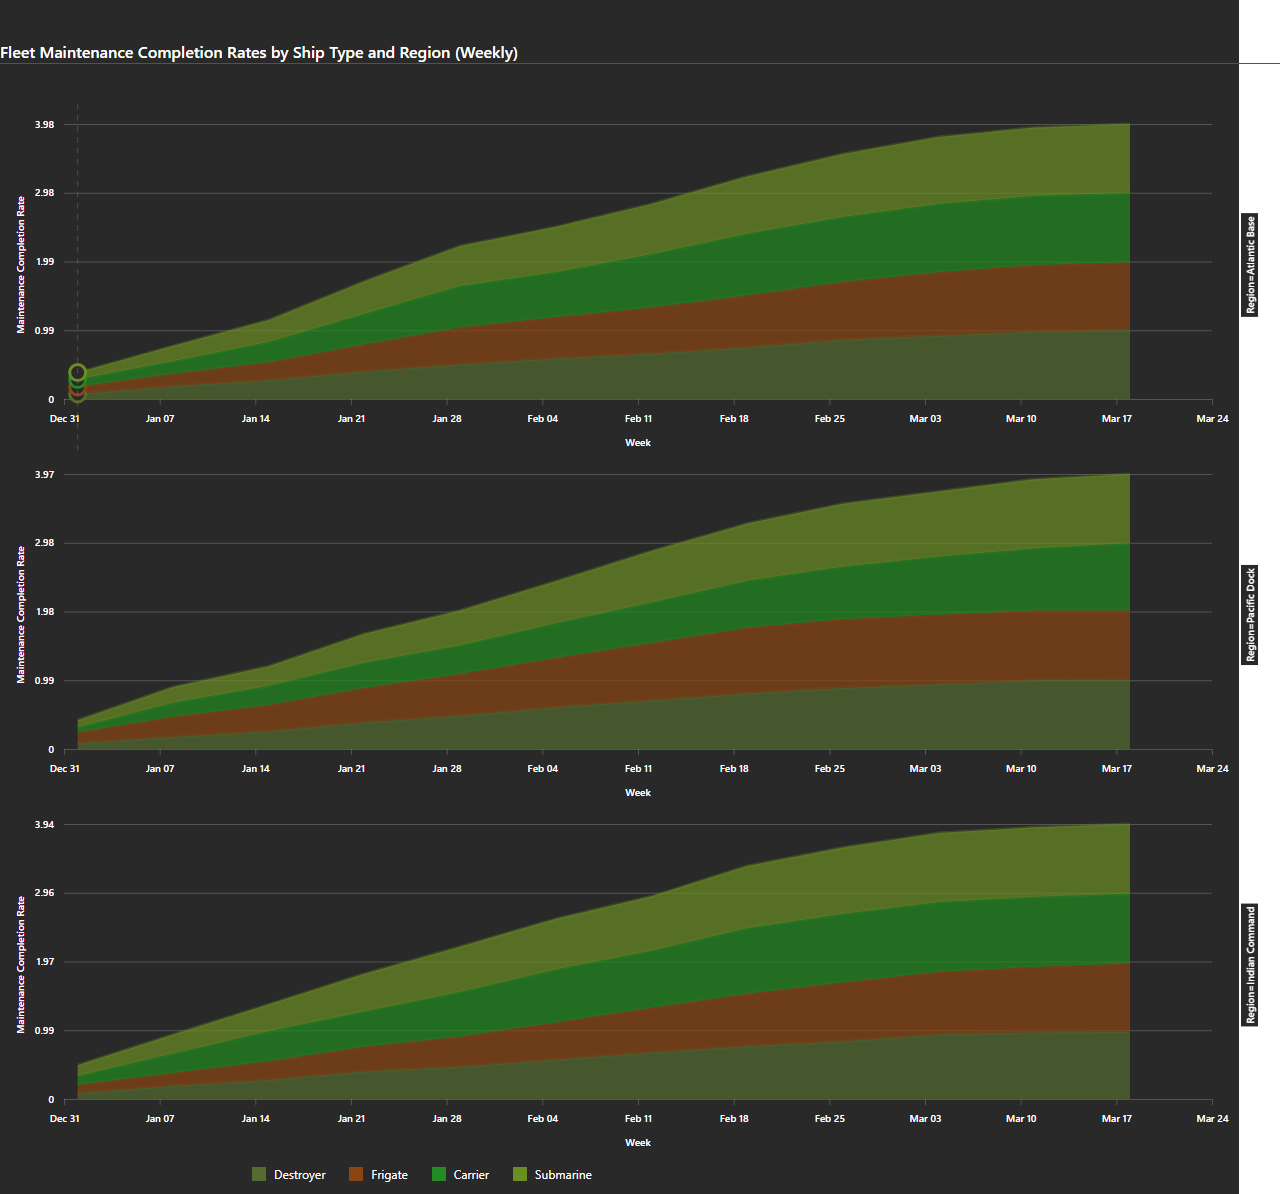 Fleet Maintenance Completion Rates by Ship Type and Region (Weekly)
3.98
2.98
1.99
0.99
0
Maintenance Completion Rate
Dec 31 Jan 07 Jan 14 Jan 21 Jan 28 Feb 04 Feb 11 Feb 18 Feb 25 Mar 03 Mar 10 Mar 17 Mar 24
Week
Region=Atlantic Base
3.97
2.98
1.98
0.99
0
Maintenance Completion Rate
Dec 31 Jan 07 Jan 14 Jan 21 Jan 28 Feb 04 Feb 11 Feb 18 Feb 25 Mar 03 Mar 10 Mar 17 Mar 24
Week
Region=Pacific Dock
3.94
2.96
1.97
0.99
0
Maintenance Completion Rate
Dec 31 Jan 07 Jan 14 Jan 21 Jan 28 Feb 04 Feb 11 Feb 18 Feb 25 Mar 03 Mar 10 Mar 17 Mar 24
Week
Region=Indian Command
Destroyer Frigate Carrier Submarine